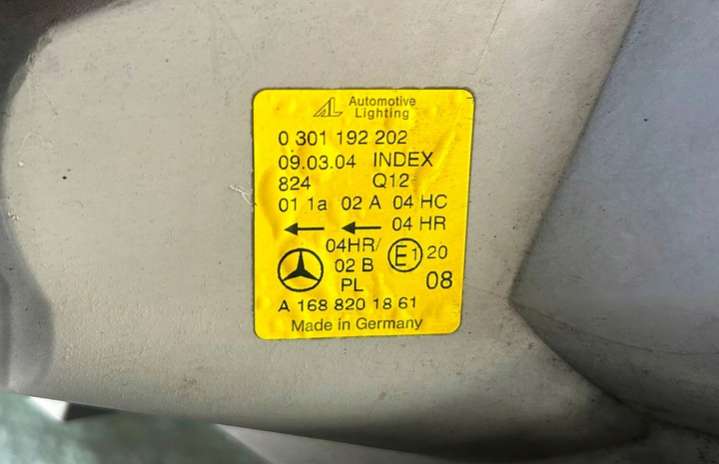 AL Automotive
Lighting
0 301 192 202
09.03.04 INDEX
824 Q12
01 1a 02 A 04 HC
04 HR
04HR/ E1 20
02 B
PL 08
A 168 820 18 61
Made in Germany